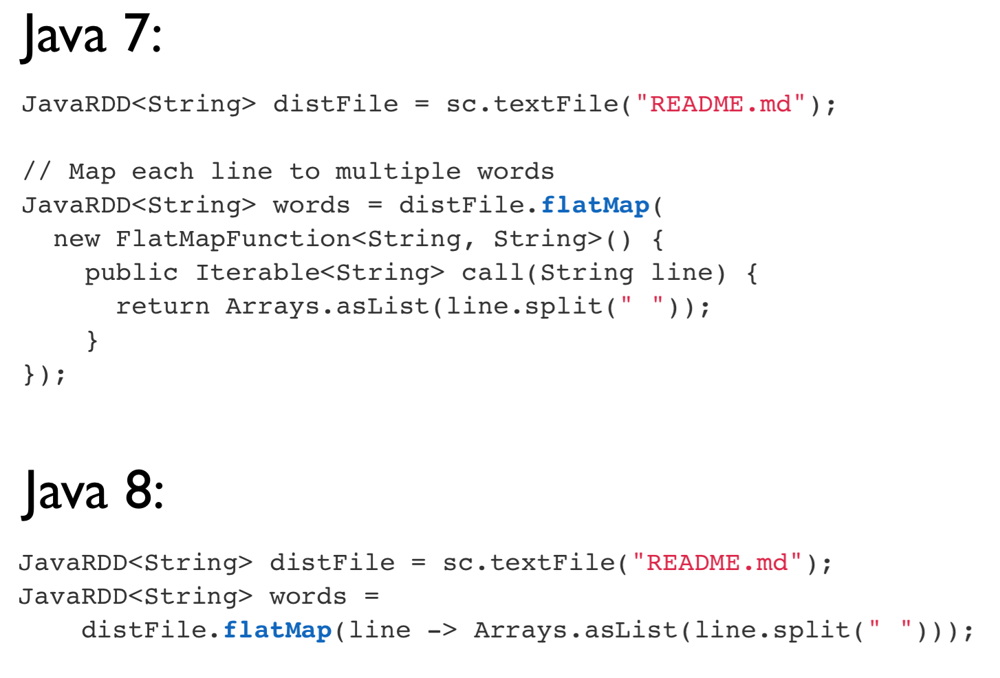 Java 7:
JavaRDD<String> distFile = sc.textFile("README.md");
// Map each line to multiple words
JavaRDD<String> words = distFile.flatMap(
  new FlatMapFunction<String, String>() {
    public Iterable<String> call(String line) {
      return Arrays.asList(line.split(" "));
    }
});
Java 8:
JavaRDD<String> distFile = sc.textFile("README.md");
JavaRDD<String> words =
    distFile.flatMap(line -> Arrays.asList(line.split(" ")));